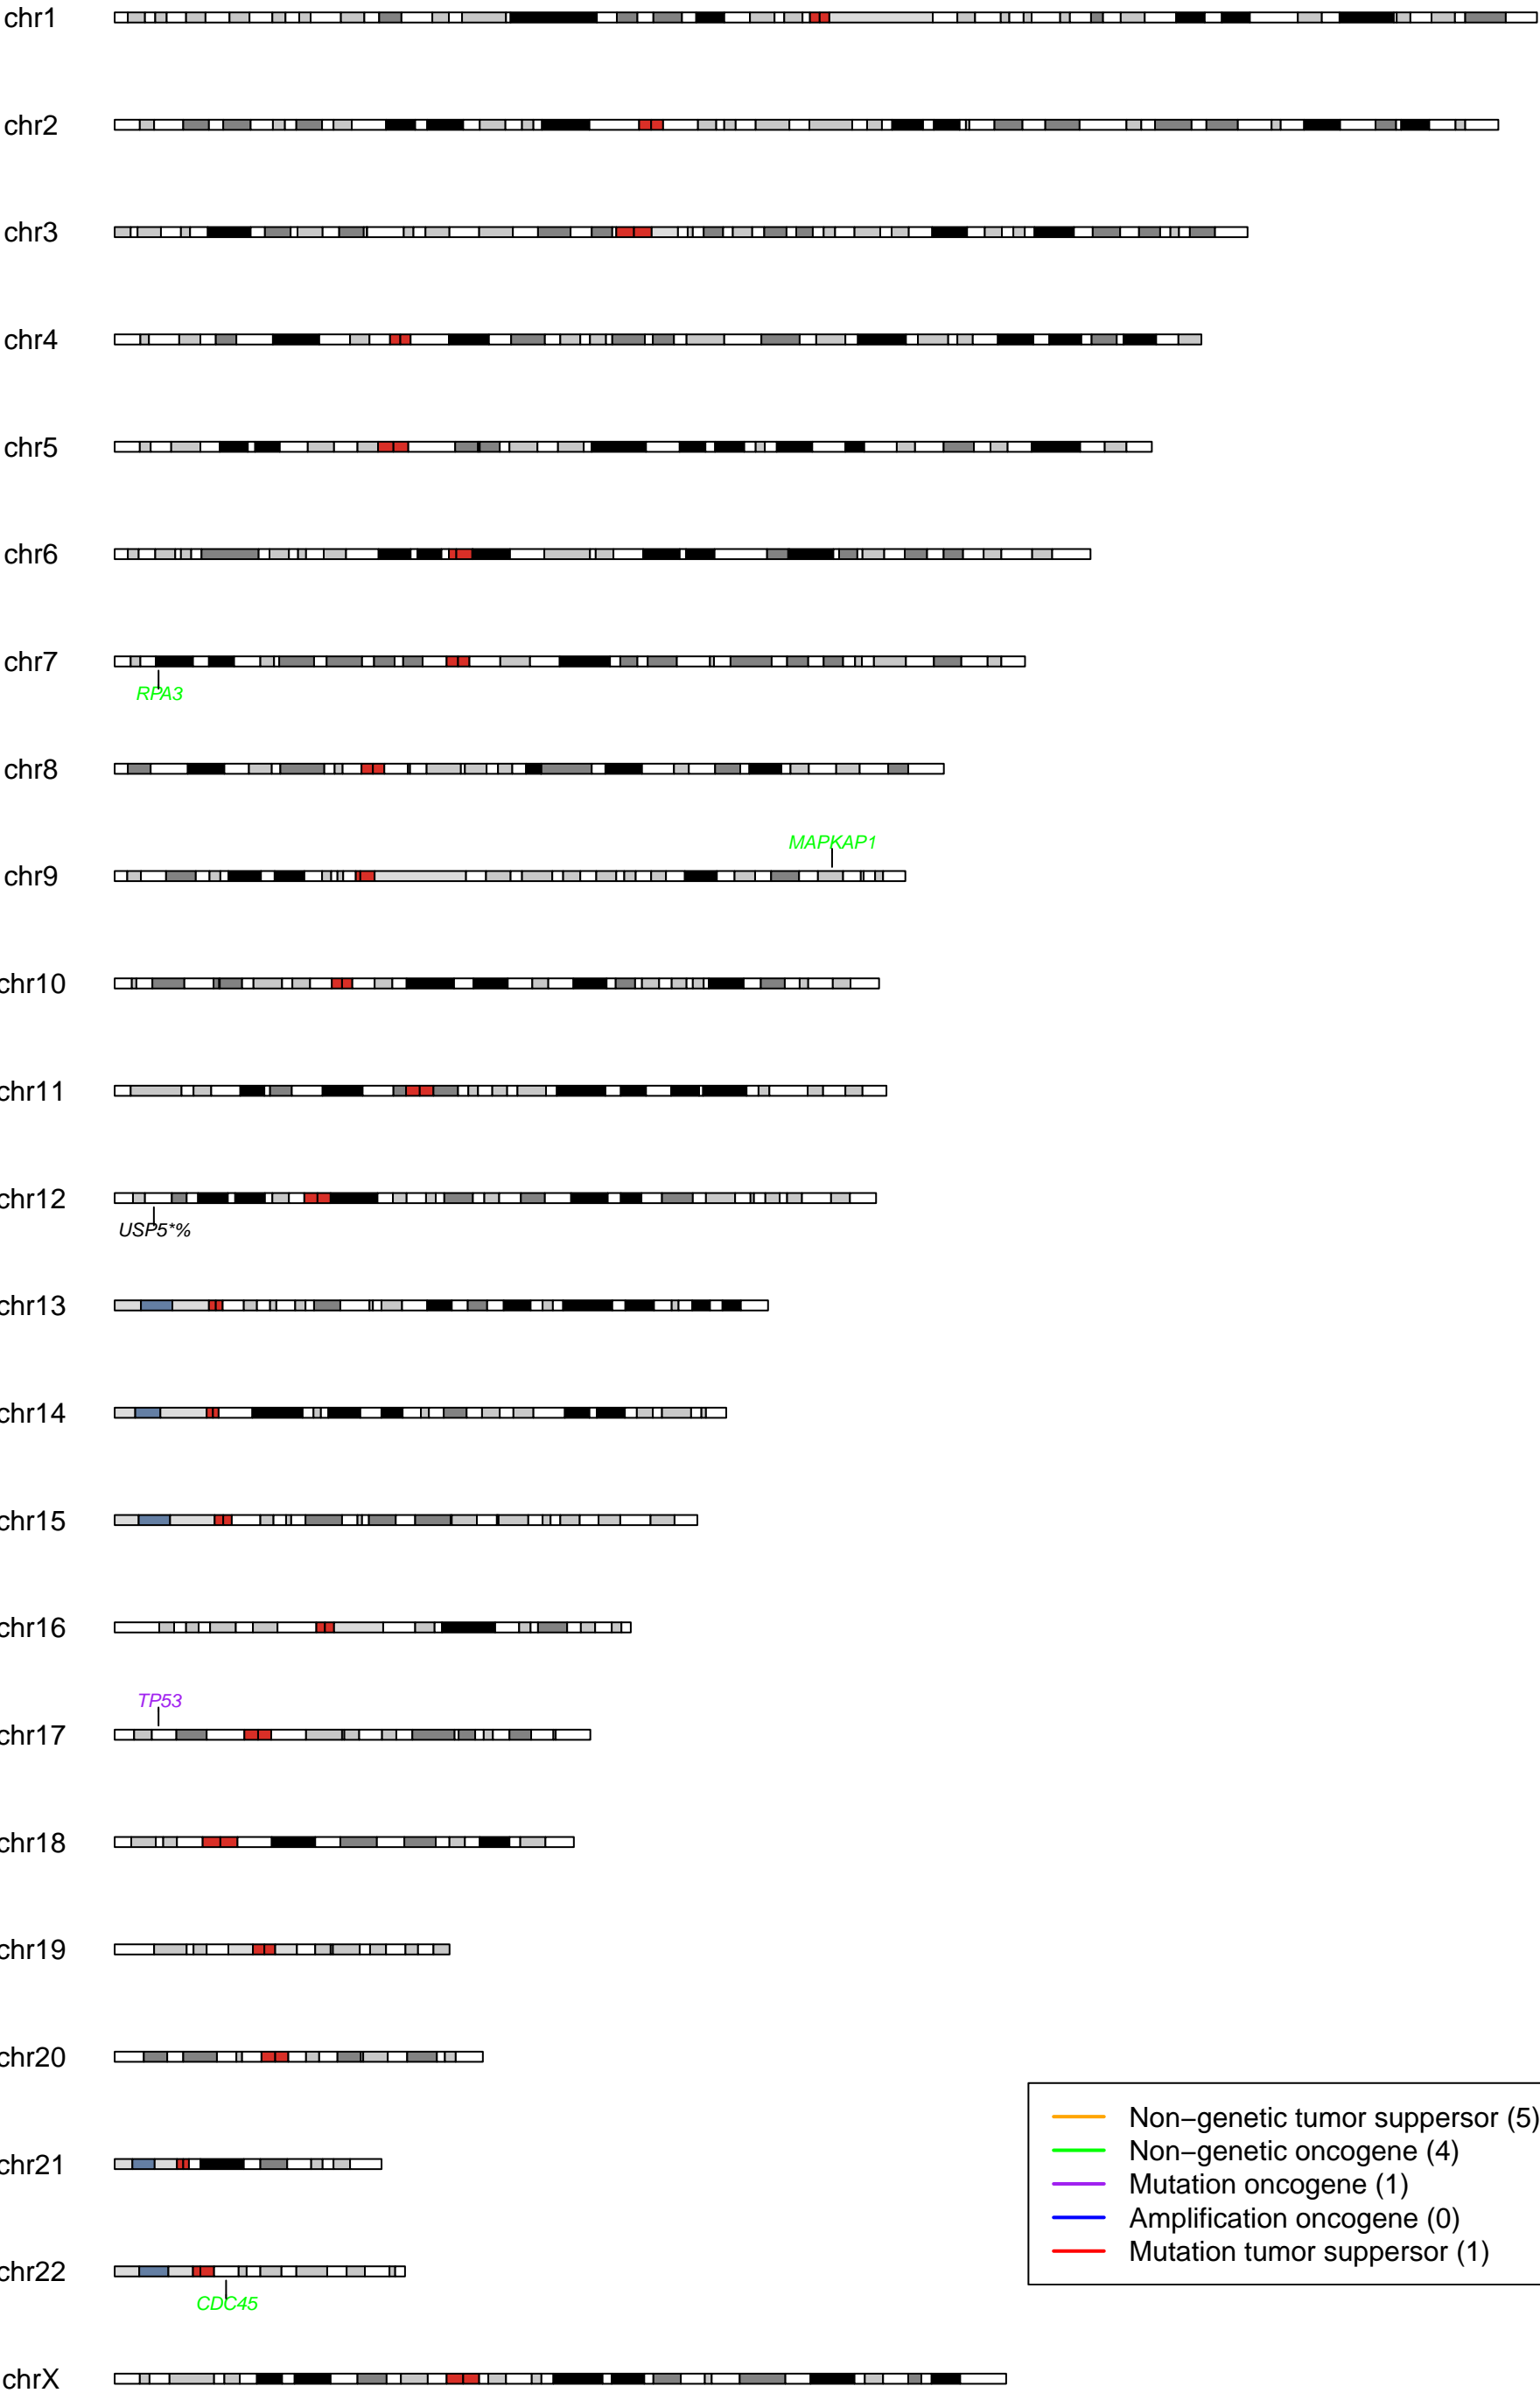 chr1
chr2
chr3
chr4
chr5
chr6
chr7
RPA3
chr8
MAPKAP1
chr9
chr10
chr11
chr12
USP5*%
chr13
chr14
chr15
chr16
TP53
chr17
chr18
chr19
chr20
Non−genetic tumor suppersor (5)
Non−genetic oncogene (4)
chr21
Mutation oncogene (1)
Amplification oncogene (0)
Mutation tumor suppersor (1)
chr22
CDC45
chrX